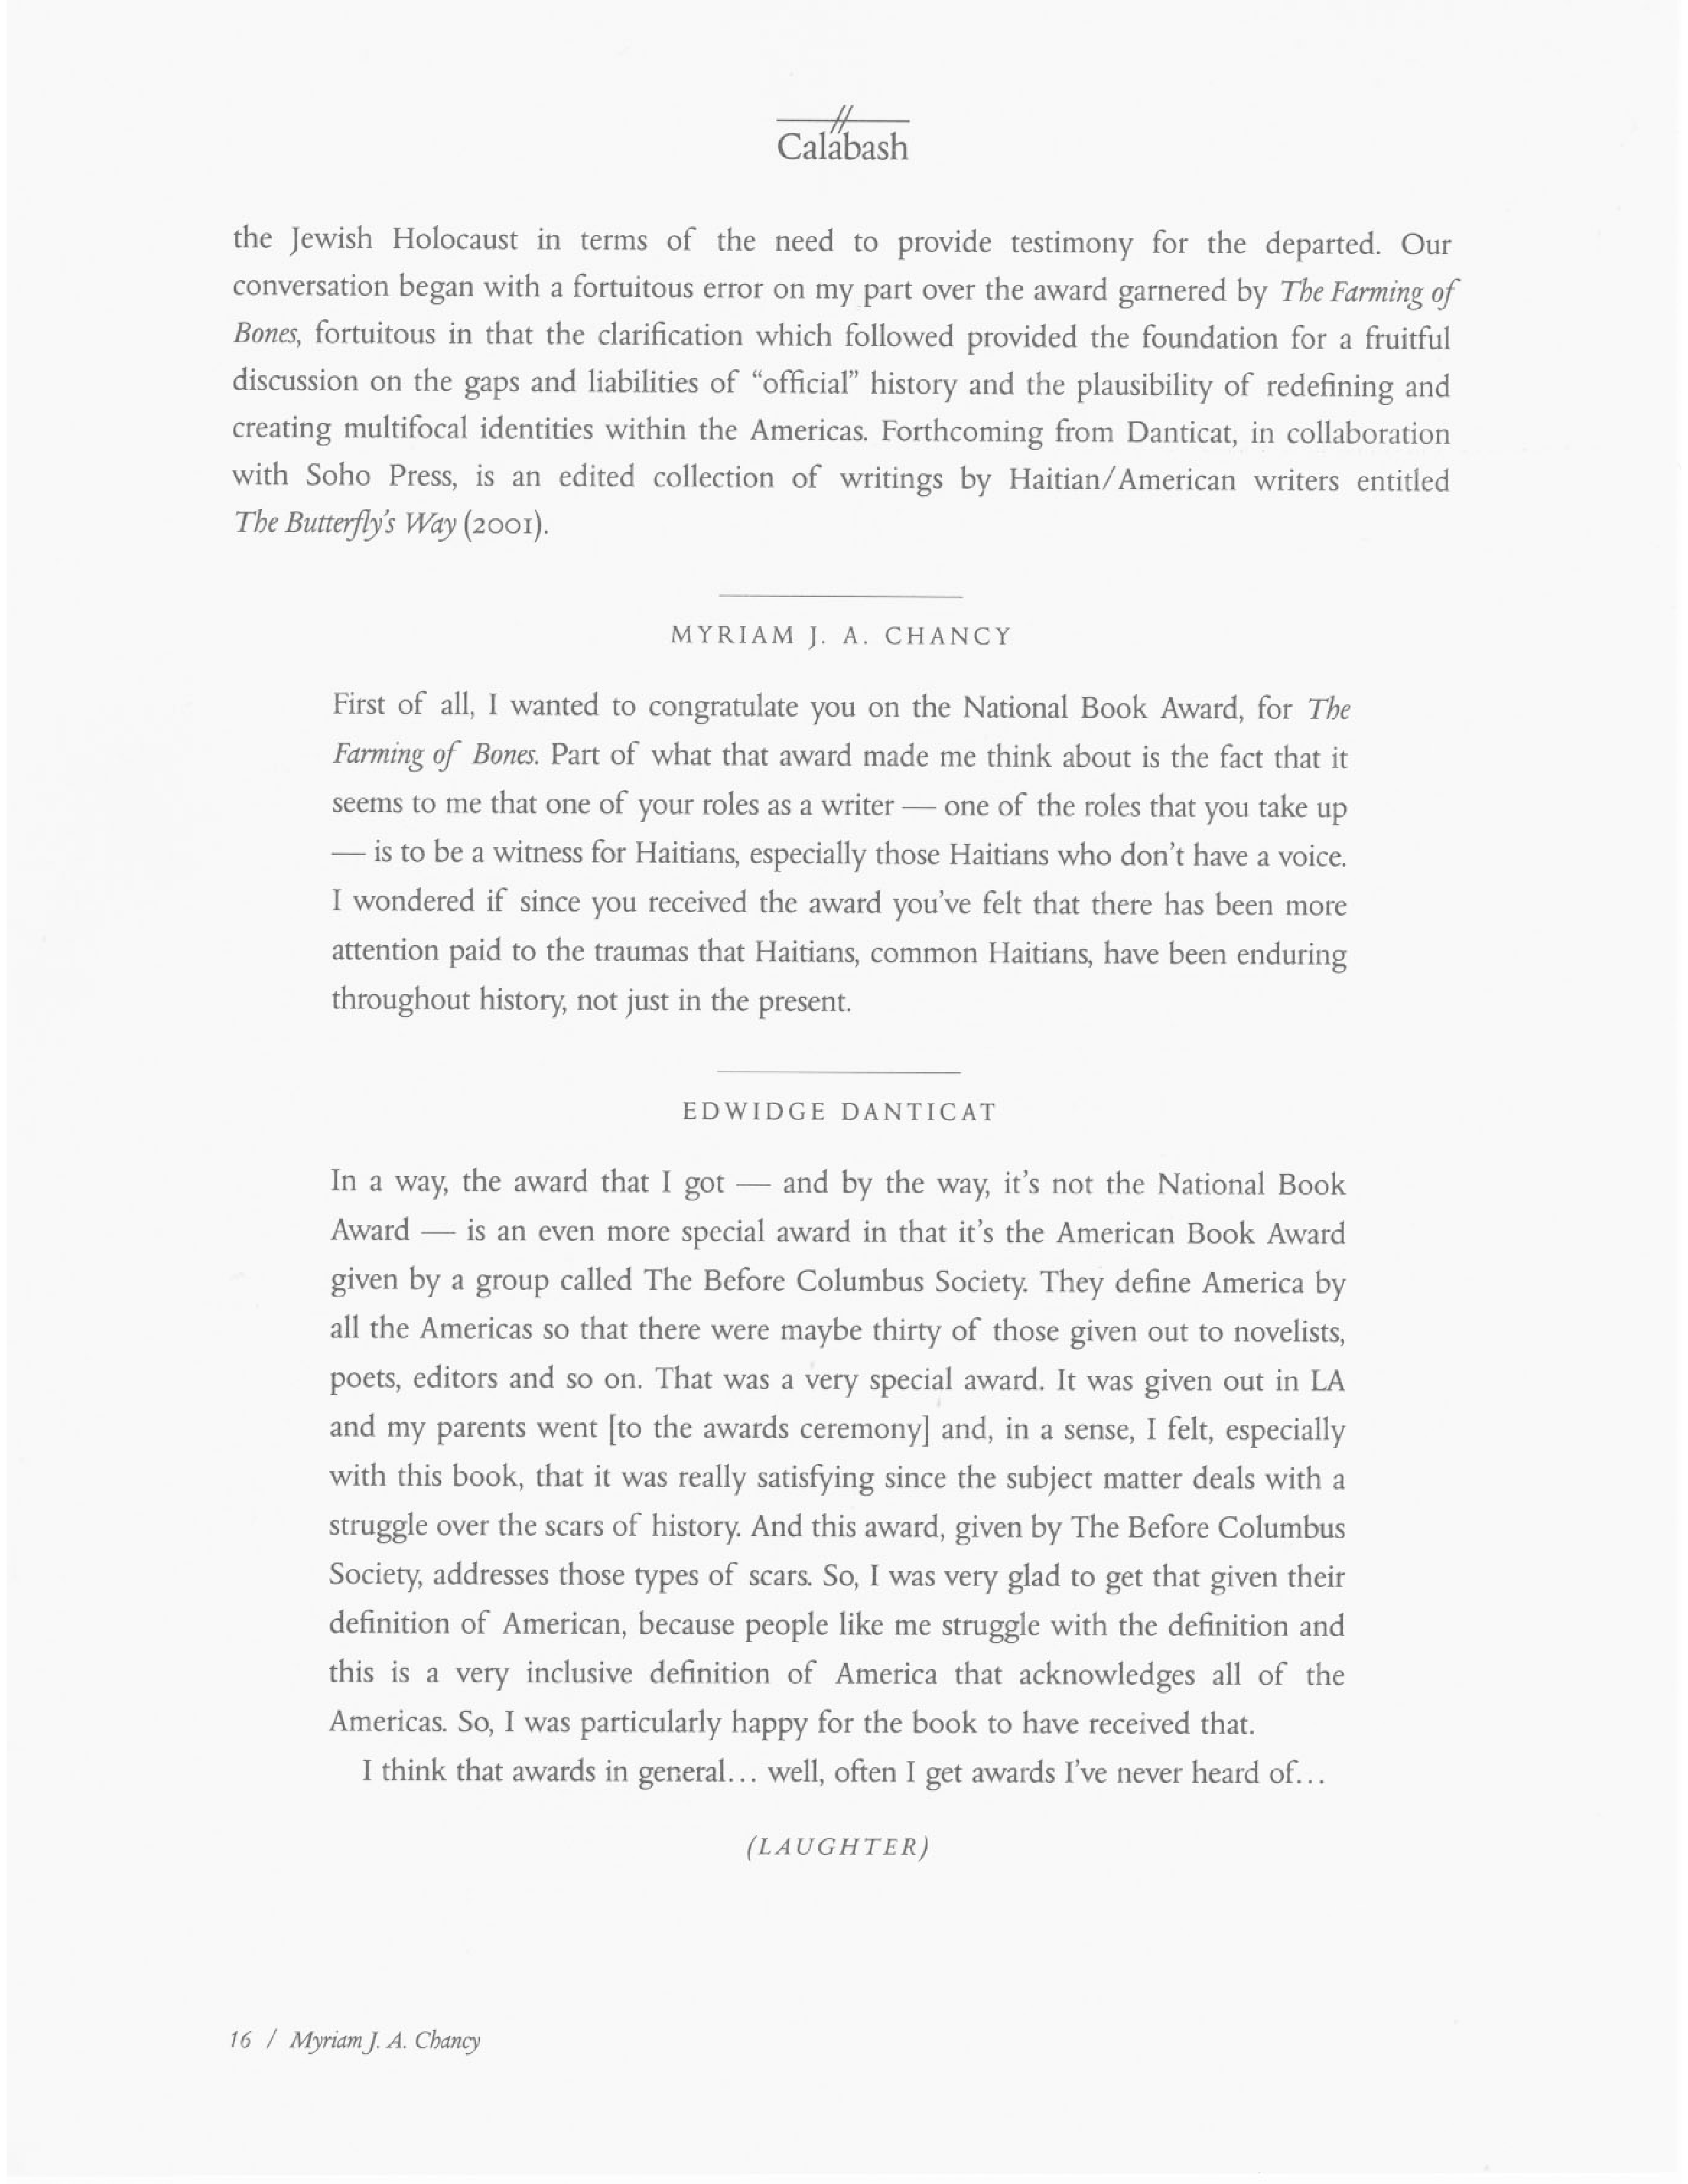 Calabash
the Jewish Holocaust in terms of the need to provide testimony for the departed. Our
conversation began with a fortuitous error on my part over the award garnered by The Farming of
Bones, fortuitous in that the clarification which followed provided the foundation for a fruitful
discussion on the gaps and liabilities of “official” history and the plausibility of redefining and
creating multifocal identities within the Americas. Forthcoming from Danticat, in collaboration
with Soho Press, is an edited collection of writings by Haitian/American writers entitled
The Butterfly's Way (2001).
MYRIAM J. A. CHANCY
First of all, I wanted to congratulate you on the National Book Award, for The
Farming of Bones. Part of what that award made me think about is the fact that it
seems to me that one of your roles as a writer — one of the roles that you take up
— is to be a witness for Haitians, especially those Haitians who don't have a voice.
I wondered if since you received the award you've felt that there has been more
attention paid to the traumas that Haitians, common Haitians, have been enduring
throughout history, not just in the present.
EDWIDGE DANTICAT
In a way, the award that I got — and by the way, it's not the National Book
Award — is an even more special award in that it's the American Book Award
given by a group called The Before Columbus Society. They define America by
all the Americas so that there were maybe thirty of those given out to novelists,
poets, editors and so on. That was a very special award. It was given out in LA
and my parents went [to the awards ceremony] and, in a sense, I felt, especially
with this book, that it was really satisfying since the subject matter deals with a
struggle over the scars of history. And this award, given by The Before Columbus
Society, addresses those types of scars. So, I was very glad to get that given their
definition of American, because people like me struggle with the definition and
this is a very inclusive definition of America that acknowledges all of the
Americas. So, I was particularly happy for the book to have received that.
I think that awards in general... well, often I get awards I've never heard of...
(LAUGHTER)
16 / Myriam J. A. Chancy